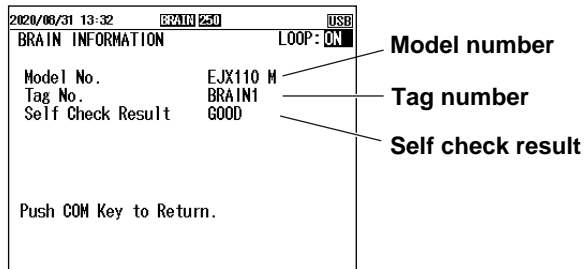 2020/08/31 13:32 BRAIN 250 USB
BRAIN INFORMATION LOOP: ON
Model No. EJX110 M
Tag No. BRAIN1
Self Check Result GOOD
Push COM Key to Return.
Model number
Tag number
Self check result